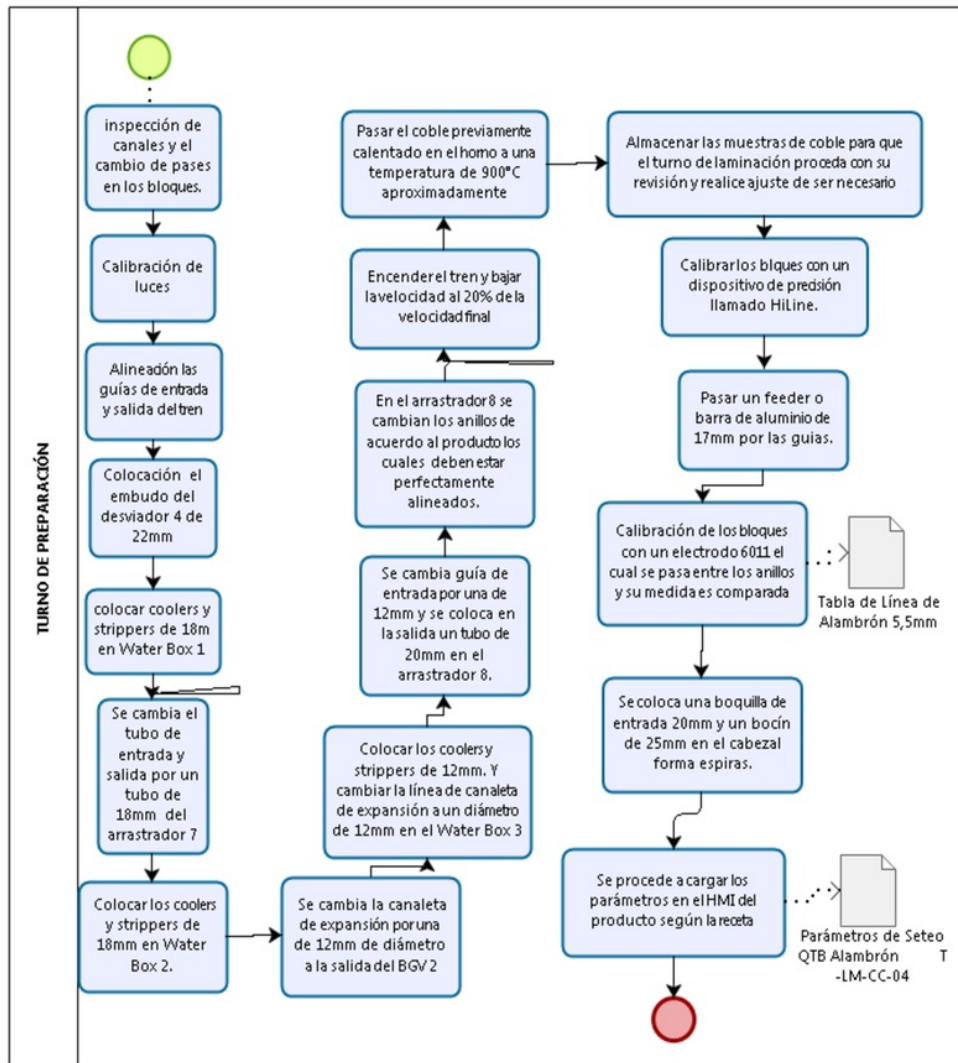 TURNO DE PREPARACIÓN
inspección de
canales y el
cambio de pases
en los bloques.
Calibración de
luces
Alineación las
guías de entrada
y salida del tren
Colocación el
embudo del
desviador 4 de
22mm
colocar coolers y
strippers de 18m
en Water Box 1
Se cambia el
tubo de
entrada y
salida por un
tubo de
18mm del
arrastrador 7
Colocar los coolers
y strippers de
18mm en Water
Box 2.
Se cambia la canaleta
de expansión por una
de 12mm de diámetro
a la salida del BGV 2
Colocar los coolers y
strippers de 12mm. Y
cambiar la línea de canaleta
de expansión a un diámetro
de 12mm en el Water Box 3
Se cambia guía de
entrada por una de
12mm y se coloca en
la salida un tubo de
20mm en el
arrastrador 8.
En el arrastrador 8 se
cambian los anillos de
acuerdo al producto los
cuales deben estar
perfectamente
alineados.
Encender el tren y bajar
la velocidad al 20% de la
velocidad final
Pasar el coble previamente
calentado en el horno a una
temperatura de 900°C
aproximadamente
Almacenar las muestras de coble para que
el turno de laminación proceda con su
revisión y realice ajuste de ser necesario
Calibrar los blques con un
dispositivo de precisión
llamado HiLine.
Pasar un feeder o
barra de aluminio de
17mm por las guias.
Calibración de los bloques
con un electrodo 6011 el
cual se pasa entre los anillos
y su medida es comparada
Tabla de Línea de
Alambrón 5,5mm
Se coloca una boquilla de
entrada 20mm y un bocín
de 25mm en el cabezal
forma espiras.
Se procede a cargar los
parámetros en el HMI del
producto según la receta
Parámetros de Seteo
QTB Alambrón T
-LM-CC-04